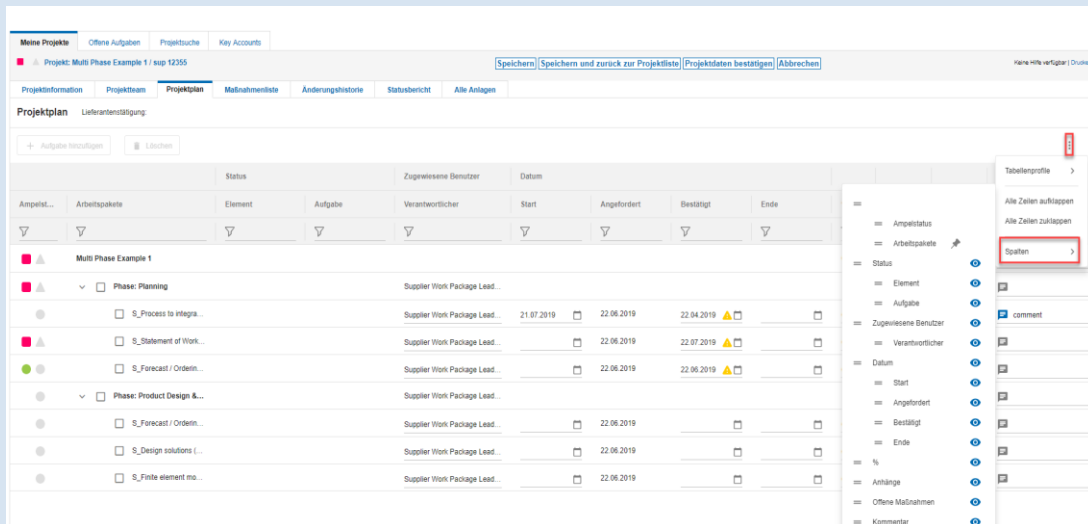 Meine Projekte Offene Aufgaben Projektsuche Key Accounts
Projekt: Multi Phase Example 1 / sup 12355 Speichern Speichern und zurück zur Projektliste Projektdaten bestätigen Abbrechen Keine Hilfe verfügbar | Drucke
Projektinformation Projektteam Projektplan Maßnahmenliste Änderungshistorie Statusbericht Alle Anlagen
Projektplan Lieferantenstätigung:
+ Aufgabe hinzufügen Löschen
Tabellenprofile
Alle Zeilen aufklappen
Alle Zeilen zuklappen
Spalten
Status Zugewiesene Benutzer Datum
Ampelst... Arbeitspakete Element Aufgabe Verantwortlicher Start Angefordert Bestätigt Ende
Multi Phase Example 1
Phase: Planning Supplier Work Package Lead...
S_Process to integra... Supplier Work Package Lead... 21.07.2019 22.06.2019 22.04.2019 comment
S_Statement of Work... Supplier Work Package Lead... 22.06.2019 22.07.2019
S_Forecast / Orderin... Supplier Work Package Lead... 22.06.2019 22.06.2019
Phase: Product Design &... Supplier Work Package Lead...
S_Forecast / Orderin... Supplier Work Package Lead... 22.06.2019
S_Design solutions (... Supplier Work Package Lead... 22.06.2019
S_Finite element mo... Supplier Work Package Lead... 22.06.2019
Ampelstatus
Arbeitspakete
Status
Element
Aufgabe
Zugewiesene Benutzer
Verantwortlicher
Datum
Start
Angefordert
Bestätigt
Ende
%
Anhänge
Offene Maßnahmen
Kommentar